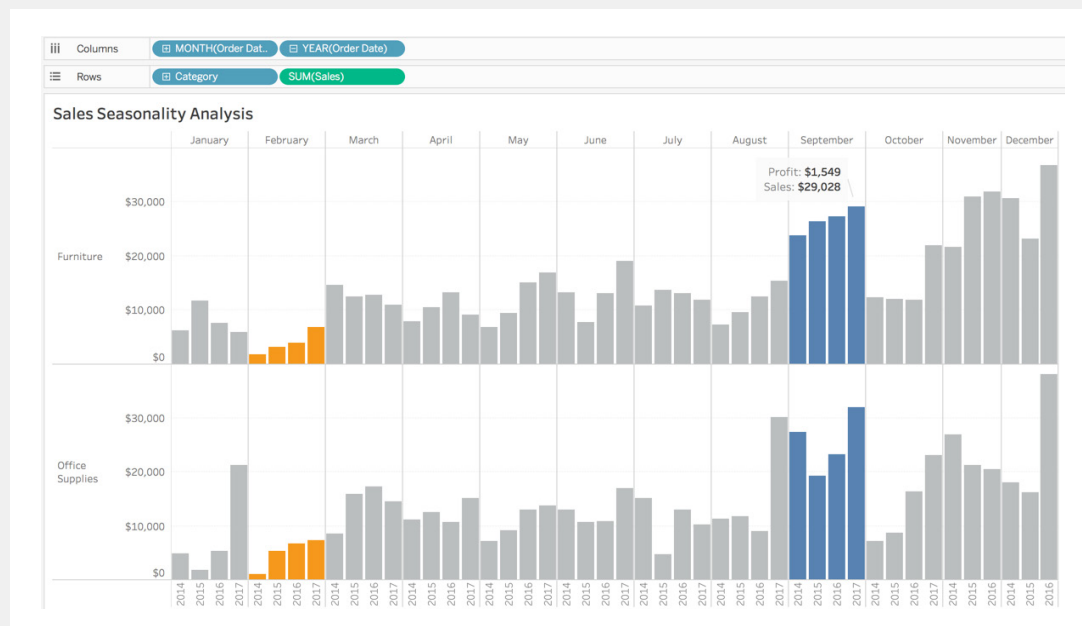 Columns MONTH(Order Dat.. YEAR(Order Date)
Rows Category SUM(Sales)
Sales Seasonality Analysis
January February March April May June July August September October November December
Profit: $1,549
Sales: $29,028
Furniture
$30,000
$20,000
$10,000
$0
Office
Supplies
$30,000
$20,000
$10,000
$0
2014 2015 2016 2017 2014 2015 2016 2017 2014 2015 2016 2017 2014 2015 2016 2017 2014 2015 2016 2017 2014 2015 2016 2017 2014 2015 2016 2017 2014 2015 2016 2017 2014 2015 2016 2017 2014 2015 2016 2017 2014 2015 2016 2014 2015 2016